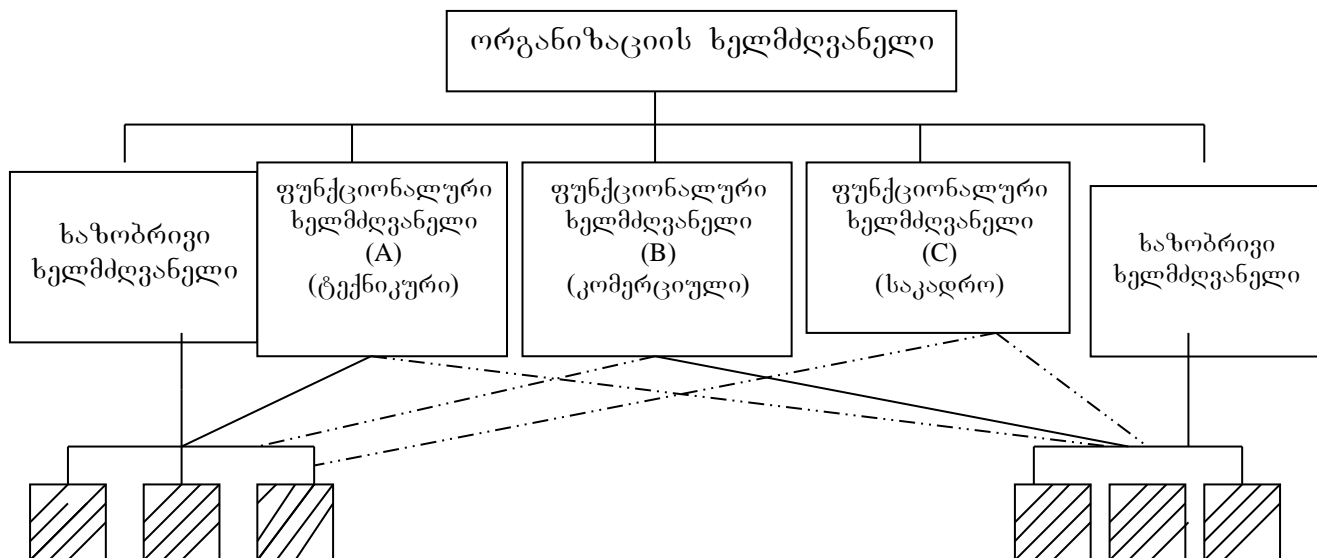 ორგანიზაციის ხელმძღვანელი
ხაზობრივი
ხელმძღვანელი
ფუნქციონალური
ხელმძღვანელი
(A)
(ტექნიკური)
ფუნქციონალური
ხელმძღვანელი
(B)
(კომერციული)
ფუნქციონალური
ხელმძღვანელი
(C)
(საკადრო)
ხაზობრივი
ხელმძღვანელი